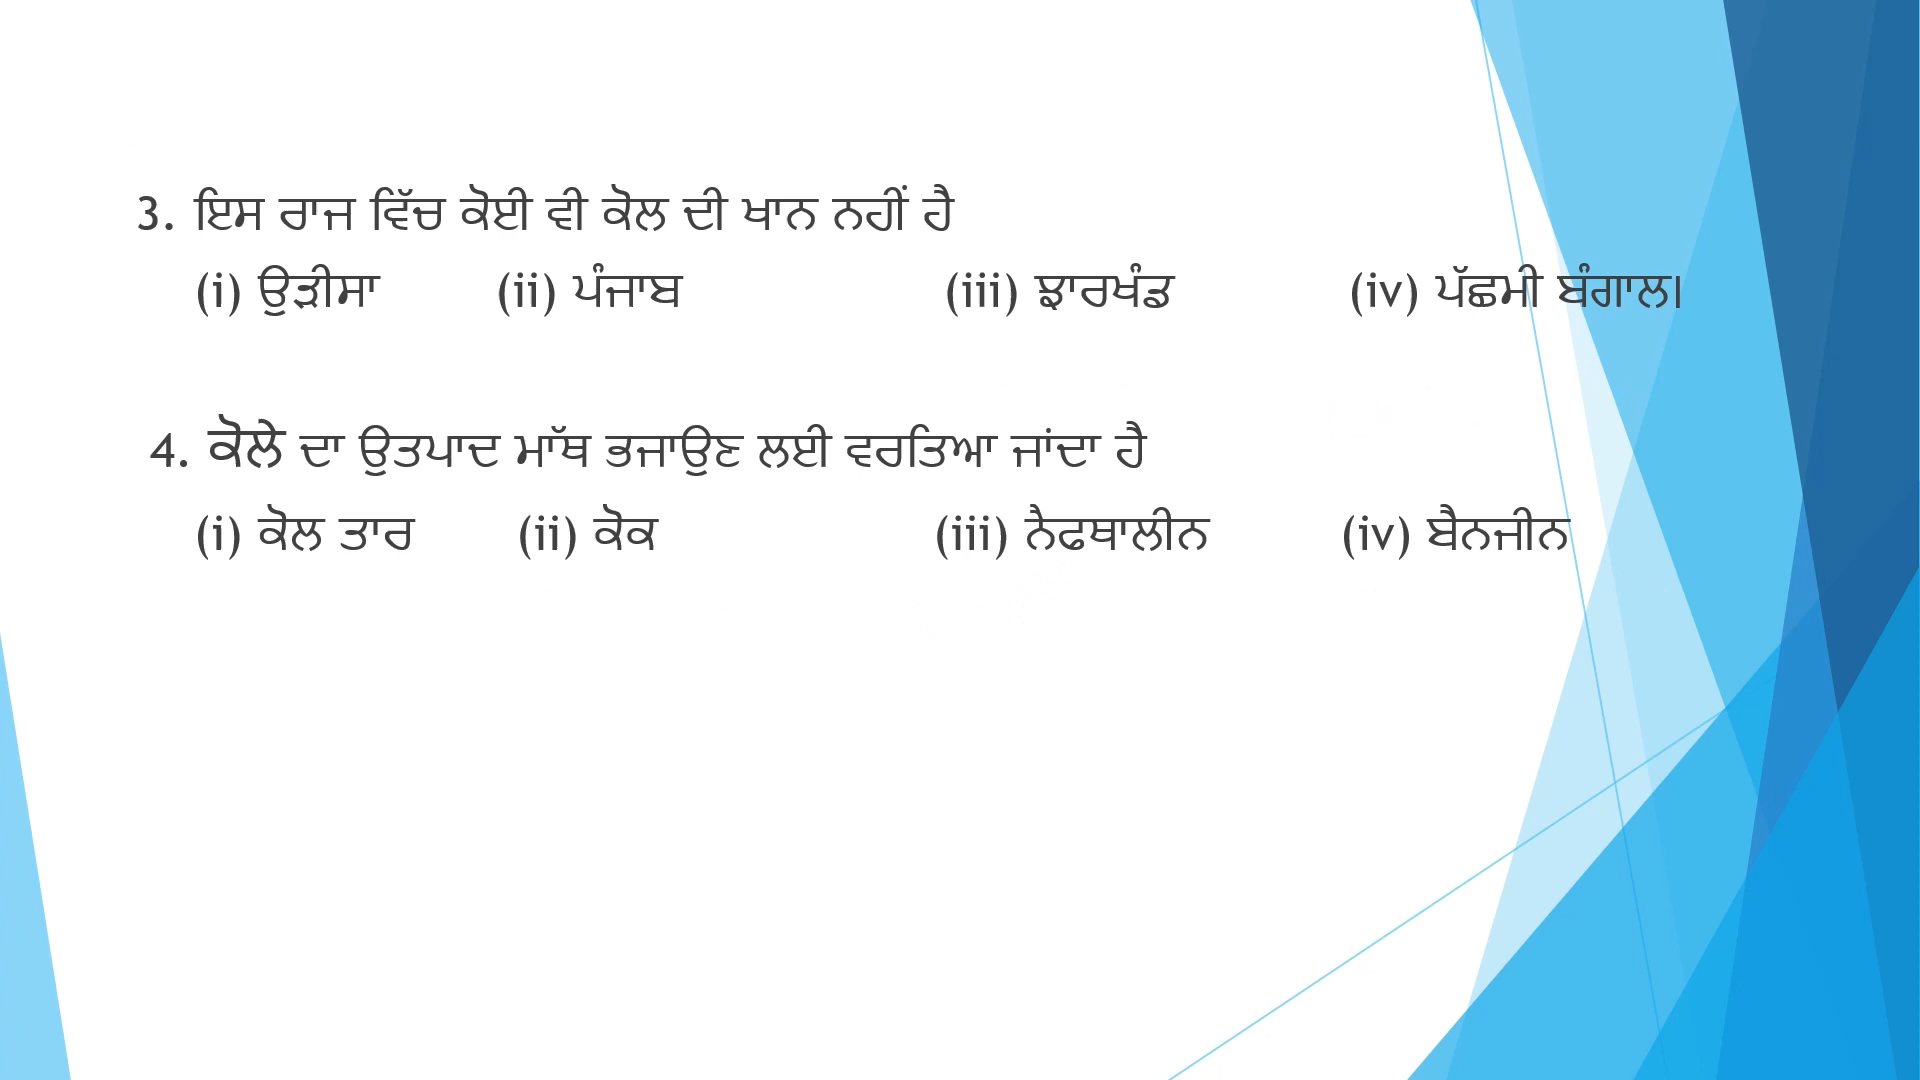 3. ਇਸ ਰਾਜ ਵਿੱਚ ਕੋਈ ਵੀ ਕੋਲ ਦੀ ਖਾਨ ਨਹੀਂ ਹੈ
(i) ਉੜੀਸਾ (ii) ਪੰਜਾਬ (iii) ਝਾਰਖੰਡ (iv) ਪੱਛਮੀ ਬੰਗਾਲ।
4. ਕੋਲੇ ਦਾ ਉਤਪਾਦ ਮਾੱਥ ਭਜਾਉਣ ਲਈ ਵਰਤਿਆ ਜਾਂਦਾ ਹੈ
(i) ਕੋਲ ਤਾਰ (ii) ਕੋਕ (iii) ਨੈਫਥਾਲੀਨ (iv) ਬੈਨਜੀਨ